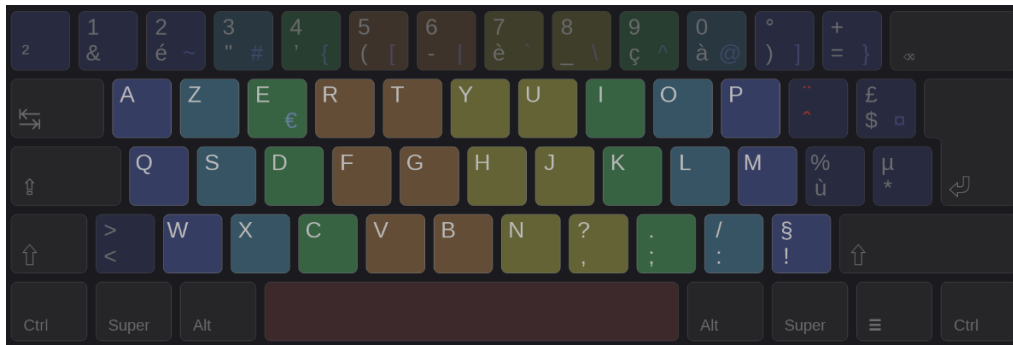 1 2 3 4 5 6 7 8 9 0 ° +
² & é ~ " # ' { ( [ - | è ` _ \ ç ^ à @ ) ] = } ⌫
A Z E R T Y U I O P ¨ £
↹ € ^ $ ¤
Q S D F G H J K L M % µ
⇪ ù * ⏎
> W X C V B N ? . / §
⇧ < , ; : ! ⇧
Ctrl Super Alt Alt Super ☰ Ctrl